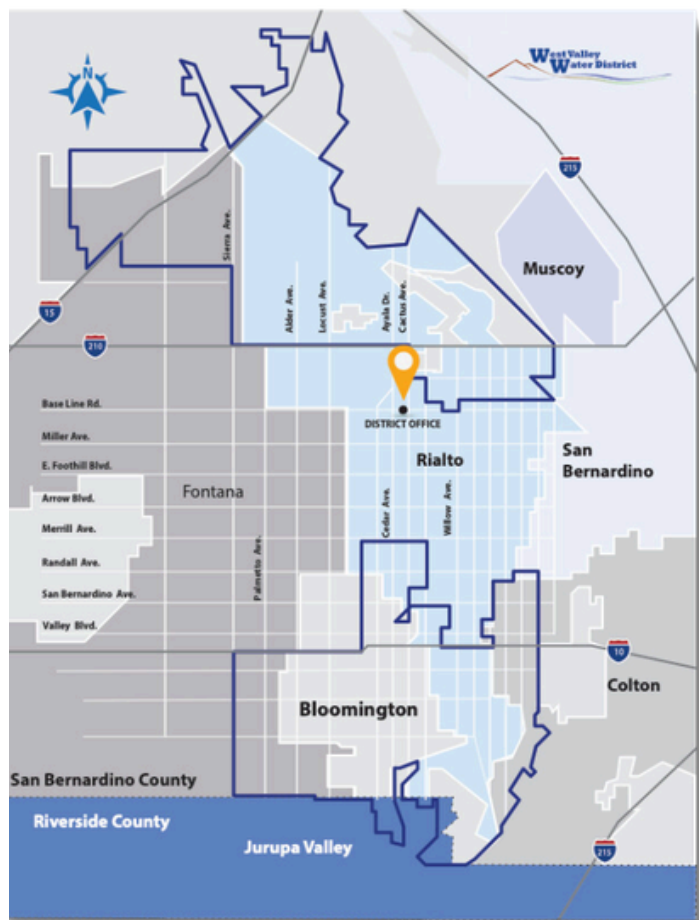 N
West Valley
Water District
215
Muscoy
Sierra Ave.
Alder Ave.
Locust Ave.
Ayala Dr.
Cactus Ave.
15
210
Base Line Rd.
DISTRICT OFFICE
Miller Ave.
San
Bernardino
Rialto
E. Foothill Blvd.
Fontana
Arrow Blvd.
Cedar Ave.
Willow Ave.
Merrill Ave.
Randall Ave.
Palmetto Ave.
San Bernardino Ave.
Valley Blvd.
10
Colton
Bloomington
San Bernardino County
Riverside County
Jurupa Valley
215